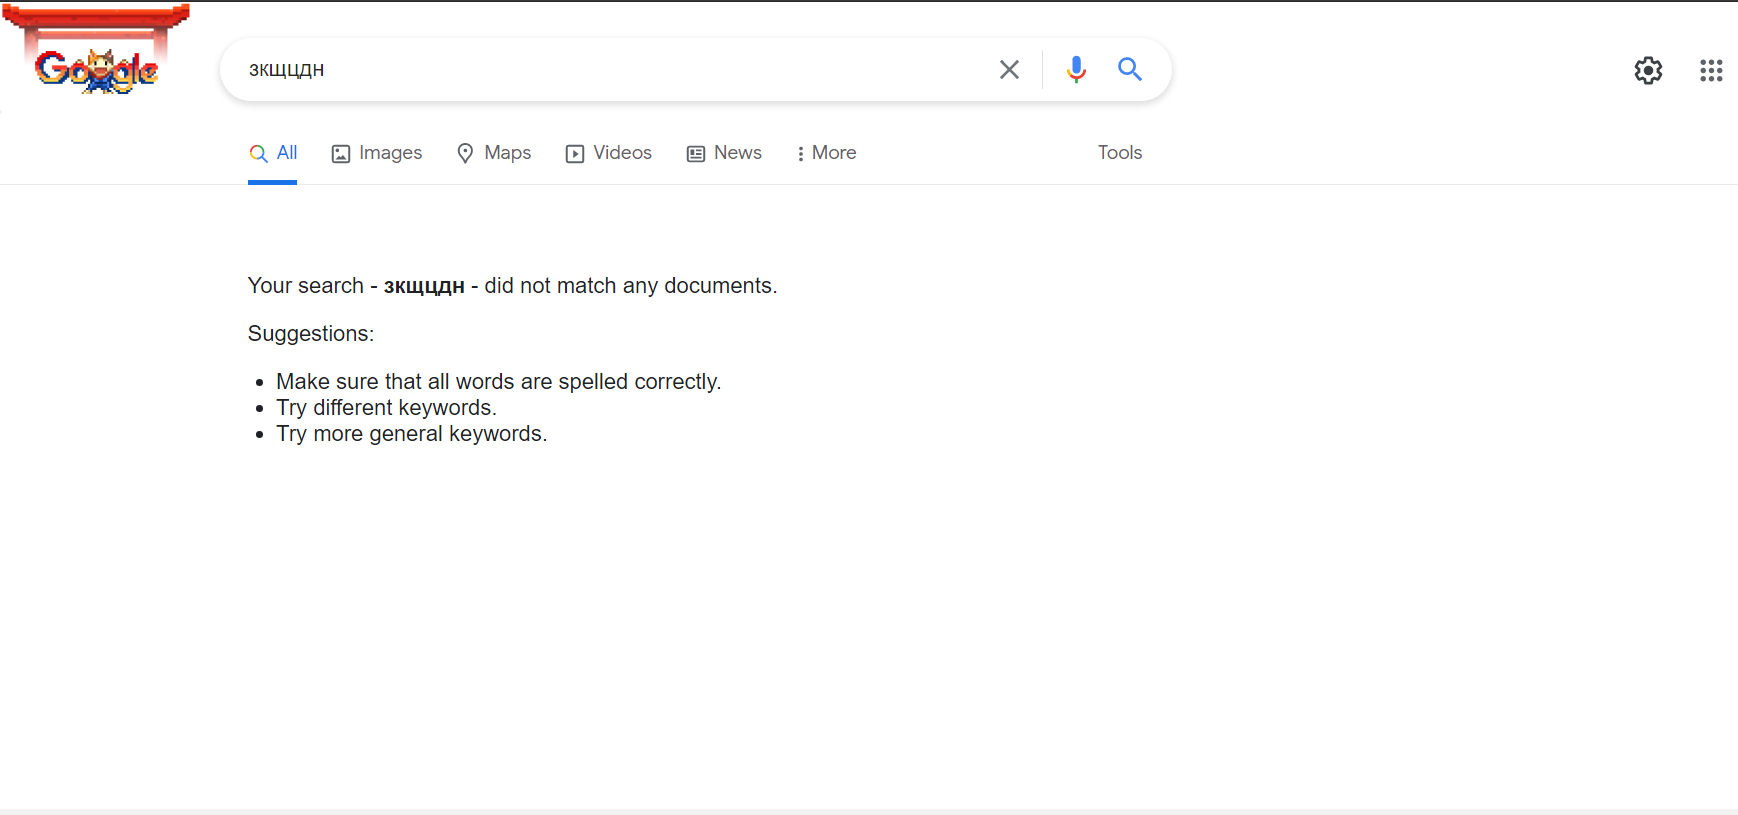 Google
зкщцдн
All Images Maps Videos News More Tools
Your search - зкщцдн - did not match any documents.
Suggestions:
Make sure that all words are spelled correctly.
Try different keywords.
Try more general keywords.